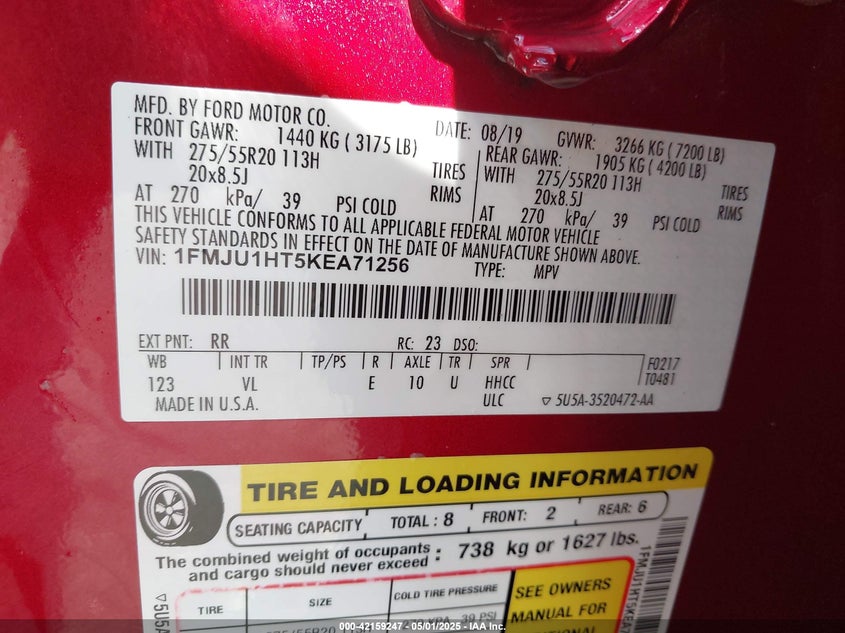 MFD. BY FORD MOTOR CO.
DATE: 08/19 GVWR: 3266 KG ( 7200 LB)
FRONT GAWR: 1440 KG ( 3175 LB) REAR GAWR: 1905 KG ( 4200 LB)
WITH 275/55R20 113H TIRES WITH 275/55R20 113H TIRES
20x8.5J RIMS 20x8.5J RIMS
AT 270 kPa/ 39 PSI COLD AT 270 kPa/ 39 PSI COLD
THIS VEHICLE CONFORMS TO ALL APPLICABLE FEDERAL MOTOR VEHICLE
SAFETY STANDARDS IN EFFECT ON THE DATE OF MANUFACTURE SHOWN ABOVE.
VIN: 1FMJU1HT5KEA71256 TYPE: MPV
EXT PNT: RR RC: 23 DSO:
WB INT TR TP/PS R AXLE TR SPR F0217
123 VL E 10 U HHCC T0481
MADE IN U.S.A. ULC 5U5A-3520472-AA
TIRE AND LOADING INFORMATION
SEATING CAPACITY TOTAL : 8 FRONT: 2 REAR: 6
The combined weight of occupants
and cargo should never exceed : 738 kg or 1627 lbs.
TIRE SIZE COLD TIRE PRESSURE SEE OWNERS
MANUAL FOR
39 PSI
5U5A
1FMJU1HT5KEA
000-42159247 - 05/01/2025 - IAA Inc.